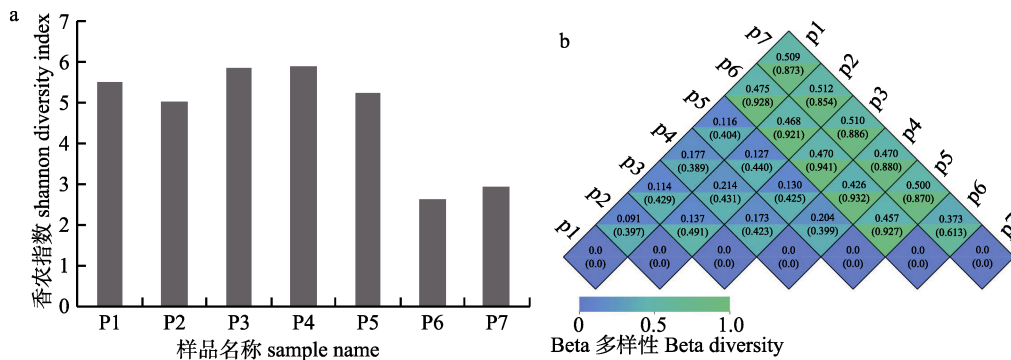 a
香农指数 shannon diversity index
7
6
5
4
3
2
1
0
P1 P2 P3 P4 P5 P6 P7
样品名称 sample name
b
p7 p1
p6 p2
p5 p3
p4 p4
p3 p5
p2 p6
p1 p7
0.509
(0.873)
0.475 0.512
(0.928) (0.854)
0.116 0.468 0.510
(0.404) (0.921) (0.886)
0.177 0.127 0.470 0.470
(0.389) (0.440) (0.941) (0.880)
0.114 0.214 0.130 0.426 0.500
(0.429) (0.431) (0.425) (0.932) (0.870)
0.091 0.137 0.173 0.204 0.457 0.373
(0.397) (0.491) (0.423) (0.399) (0.927) (0.613)
0.0 0.0 0.0 0.0 0.0 0.0 0.0
(0.0) (0.0) (0.0) (0.0) (0.0) (0.0) (0.0)
0 0.5 1.0
Beta 多样性 Beta diversity